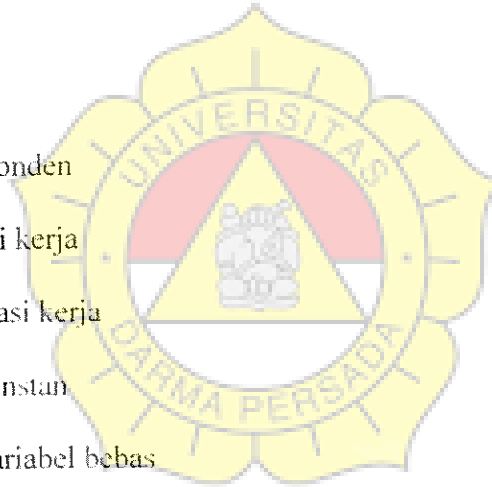 onden
i kerja
asi kerja
nstan
ariabel bebas
UNIVERSITAS
DARMA PERSADA